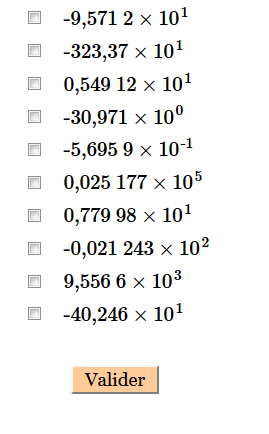 -9,571 2 × 10¹
-323,37 × 10¹
0,549 12 × 10¹
-30,971 × 10⁰
-5,695 9 × 10⁻¹
0,025 177 × 10⁵
0,779 98 × 10¹
-0,021 243 × 10²
9,556 6 × 10³
-40,246 × 10¹
Valider